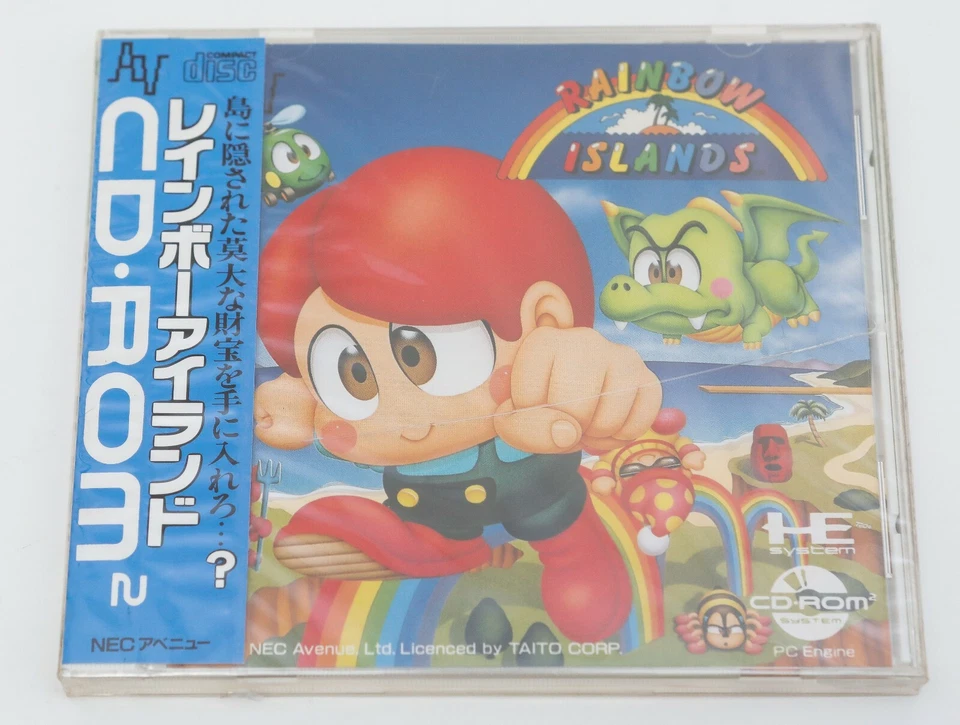 AV
COMPACT
disc
島に隠された莫大な財宝を手に入れろ…?
レインボーアイランド
CD·ROM2
NECアベニュー
RAINBOW
ISLANDS
HE
system
CD-ROM2
SYSTEM
PC Engine
NEC Avenue, Ltd. Licenced by TAITO CORP.